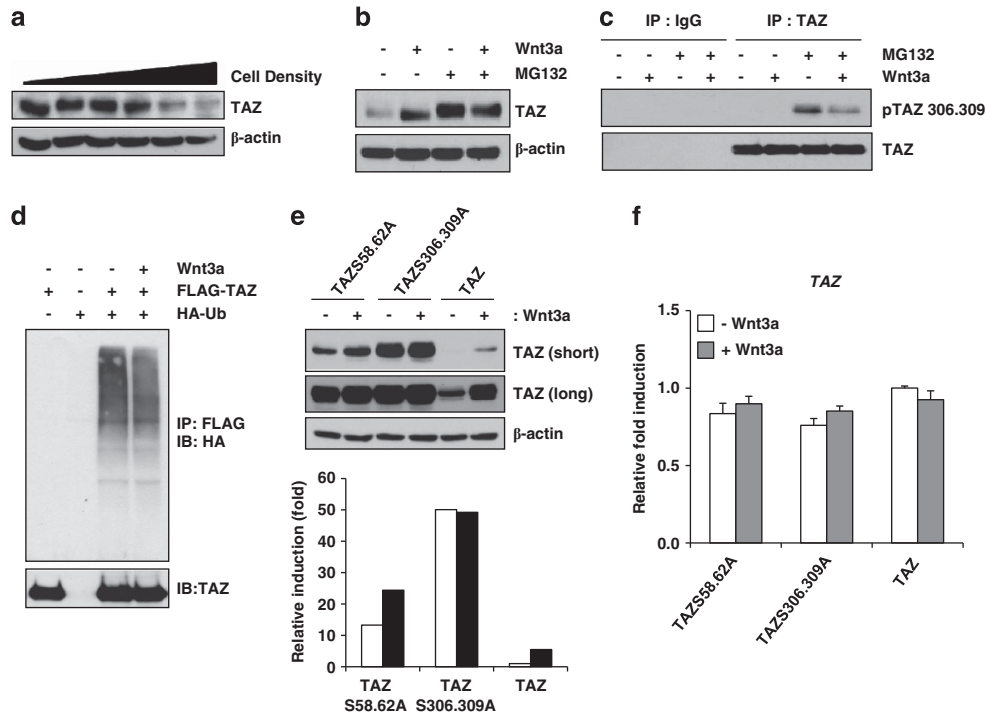 a
Cell Density
TAZ
β-actin
b
- + - + Wnt3a
- - + + MG132
TAZ
β-actin
c
IP : IgG IP : TAZ
- - + + - - + + MG132
- + - + - + - + Wnt3a
pTAZ 306.309
TAZ
d
- - - + Wnt3a
+ - + + FLAG-TAZ
- + + + HA-Ub
IP: FLAG
IB: HA
IB:TAZ
e
TAZS58.62A
TAZS306.309A
TAZ
- + - + - + : Wnt3a
TAZ (short)
TAZ (long)
β-actin
Relative induction (fold)
60
50
40
30
20
10
0
TAZ S58.62A
TAZ S306.309A
TAZ
f
TAZ
- Wnt3a
+ Wnt3a
Relative fold induction
1.5
1.0
0.5
0.0
TAZS58.62A
TAZS306.309A
TAZ